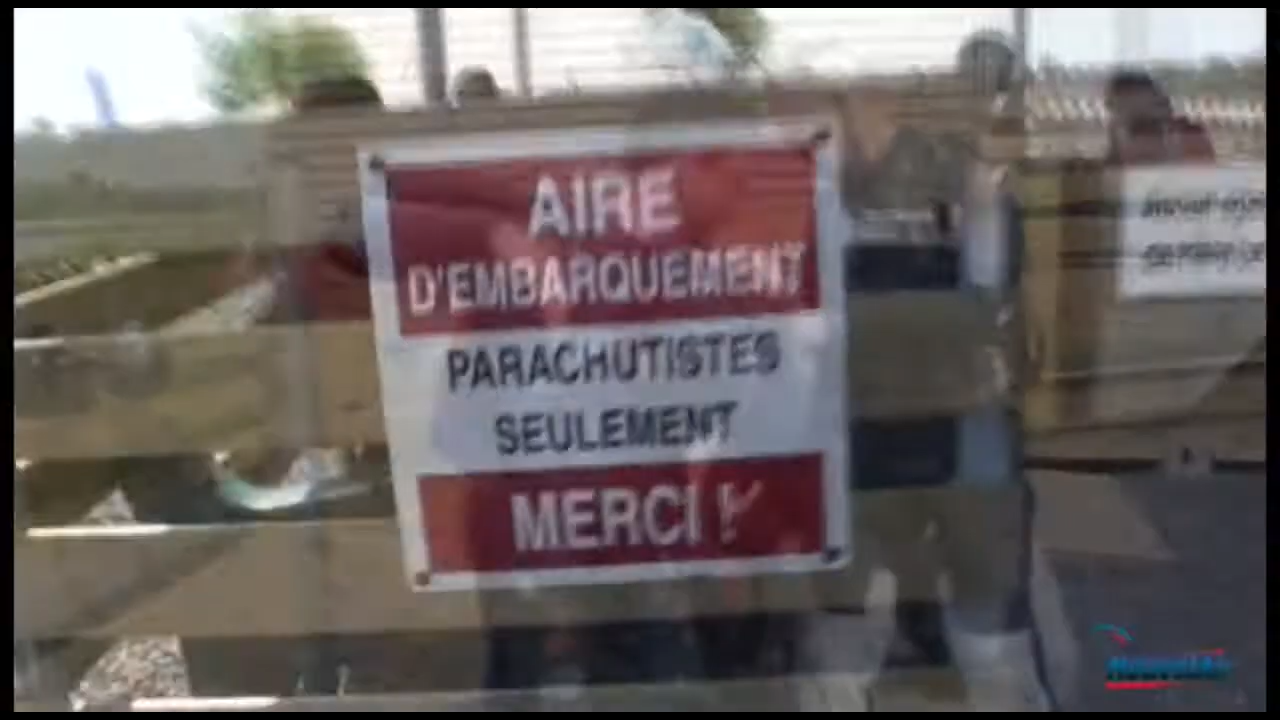 AIRE
D'EMBARQUEMENT
PARACHUTISTES
SEULEMENT
MERCI !